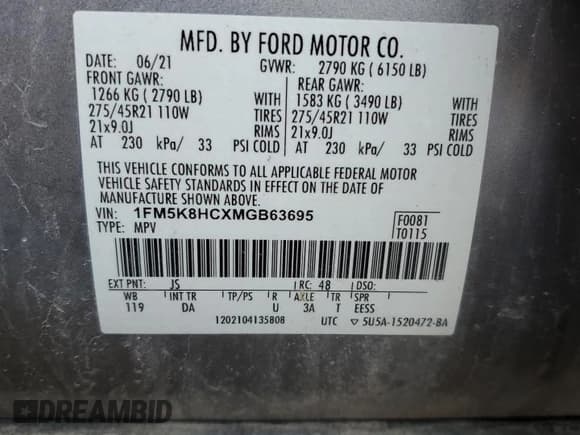 MFD. BY FORD MOTOR CO.
DATE: 06/21 GVWR: 2790 KG ( 6150 LB)
FRONT GAWR: REAR GAWR:
1266 KG ( 2790 LB) WITH 1583 KG ( 3490 LB) WITH
275/45R21 110W TIRES 275/45R21 110W TIRES
21x9.0J RIMS 21x9.0J RIMS
AT 230 kPa/ 33 PSI COLD AT 230 kPa/ 33 PSI COLD
THIS VEHICLE CONFORMS TO ALL APPLICABLE FEDERAL MOTOR
VEHICLE SAFETY STANDARDS IN EFFECT ON THE DATE OF
MANUFACTURE SHOWN ABOVE.
VIN: 1FM5K8HCXMGB63695 F0081
TYPE: MPV T0115
EXT PNT: JS RC: 48 DSO:
WB INT TR TP/PS R AXLE TR SPR
119 DA U 3A T EESS
1202104135808 UTC ▽ 5U5A-1520472-BA
DREAMBID